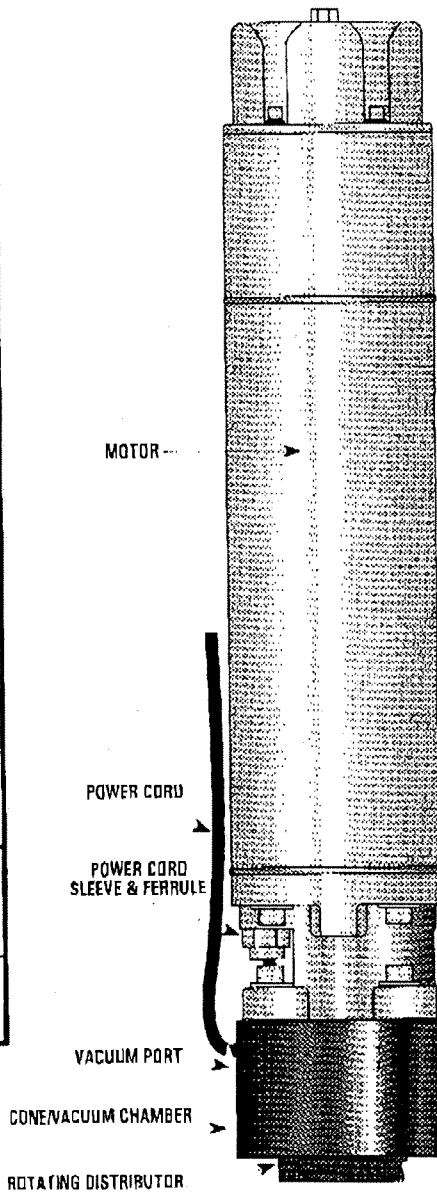 MOTOR
POWER CORD
POWER CORD
SLEEVE & FERRULE
VACUUM PORT
CONE/VACUUM CHAMBER
ROTATING DISTRIBUTOR